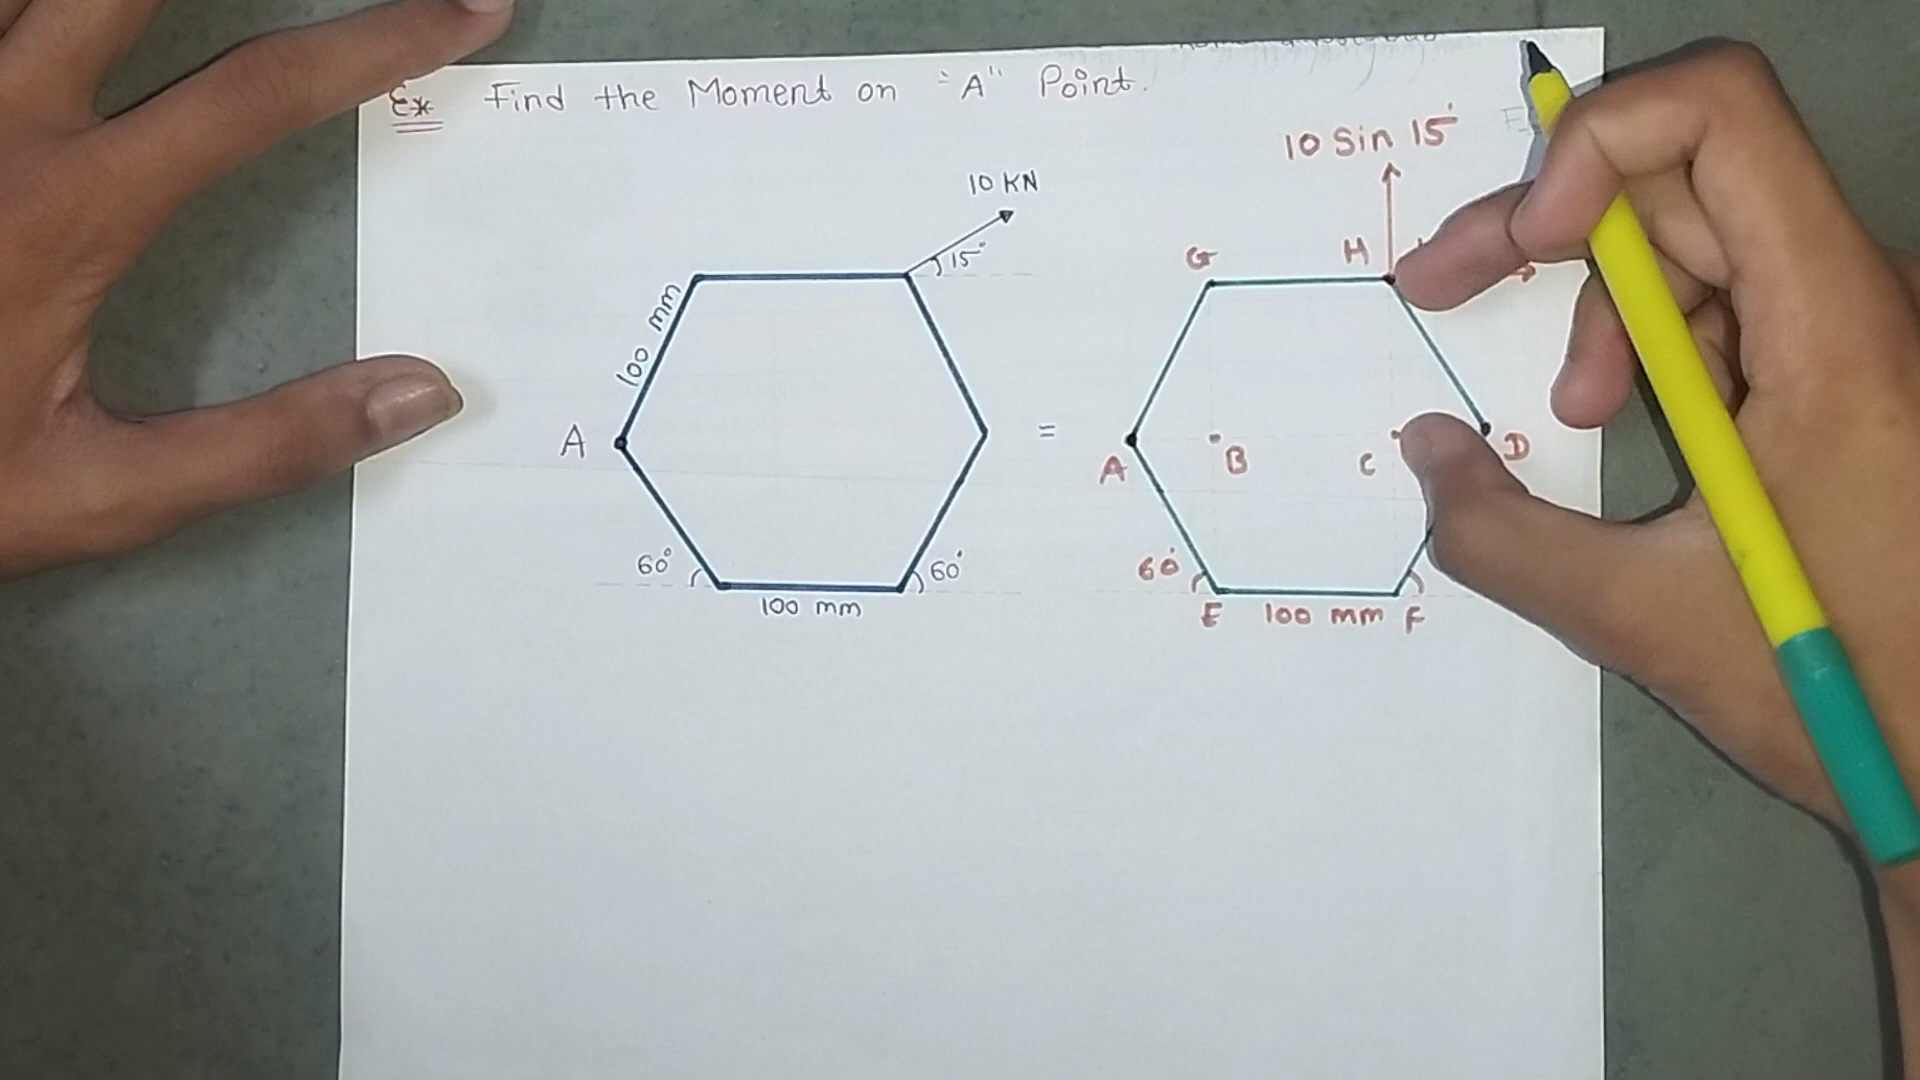 Ex Find the Moment on "A" Point.
10 KN
15°
100 mm
A
60°
60°
100 mm
=
10 Sin 15°
G
H
A
B
C
D
60°
E
100 mm
F